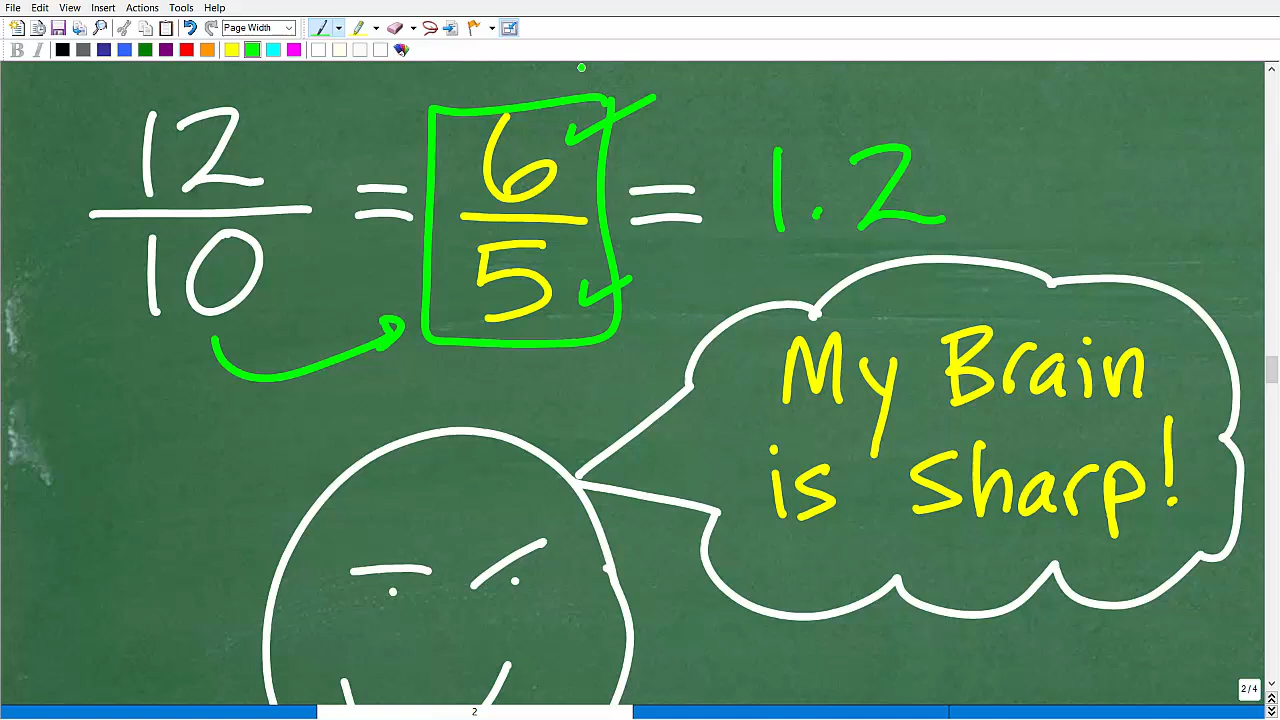 File Edit View Insert Actions Tools Help
Page Width
B I
12/10 = 6/5 = 1.2
My Brain
is Sharp!
2/4
2